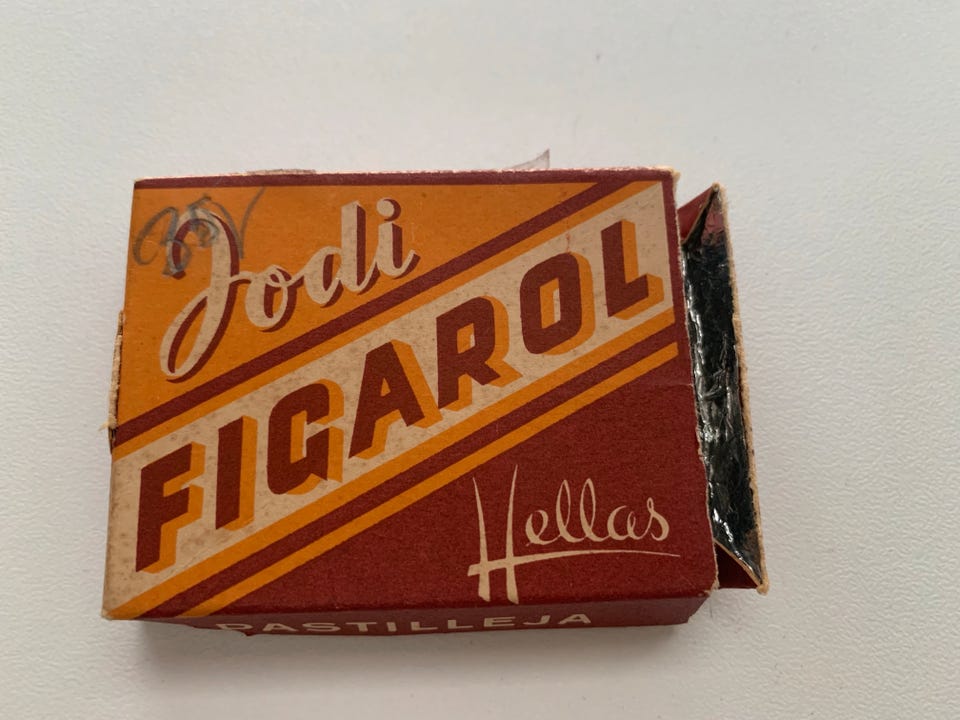 Jodi
FIGAROL
Hellas
PASTILLEJA